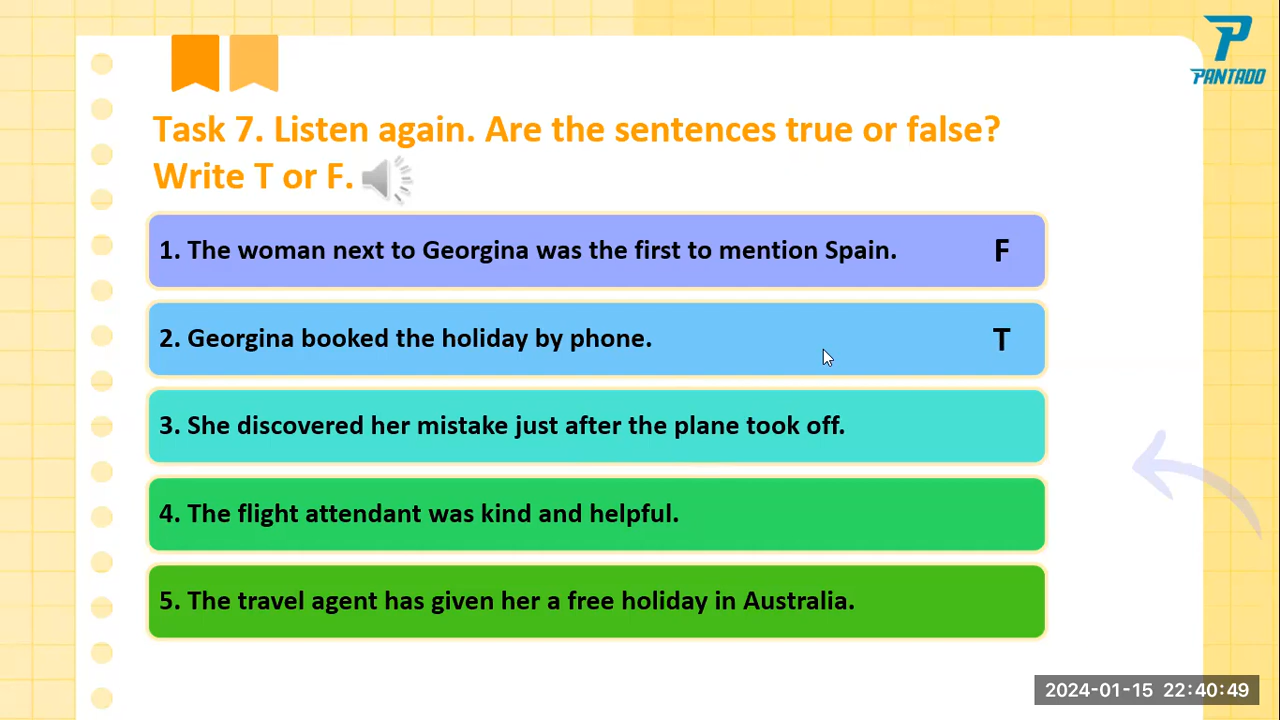 PANTADO
Task 7. Listen again. Are the sentences true or false?
Write T or F.
1. The woman next to Georgina was the first to mention Spain. F
2. Georgina booked the holiday by phone. T
3. She discovered her mistake just after the plane took off.
4. The flight attendant was kind and helpful.
5. The travel agent has given her a free holiday in Australia.
2024-01-15 22:40:49